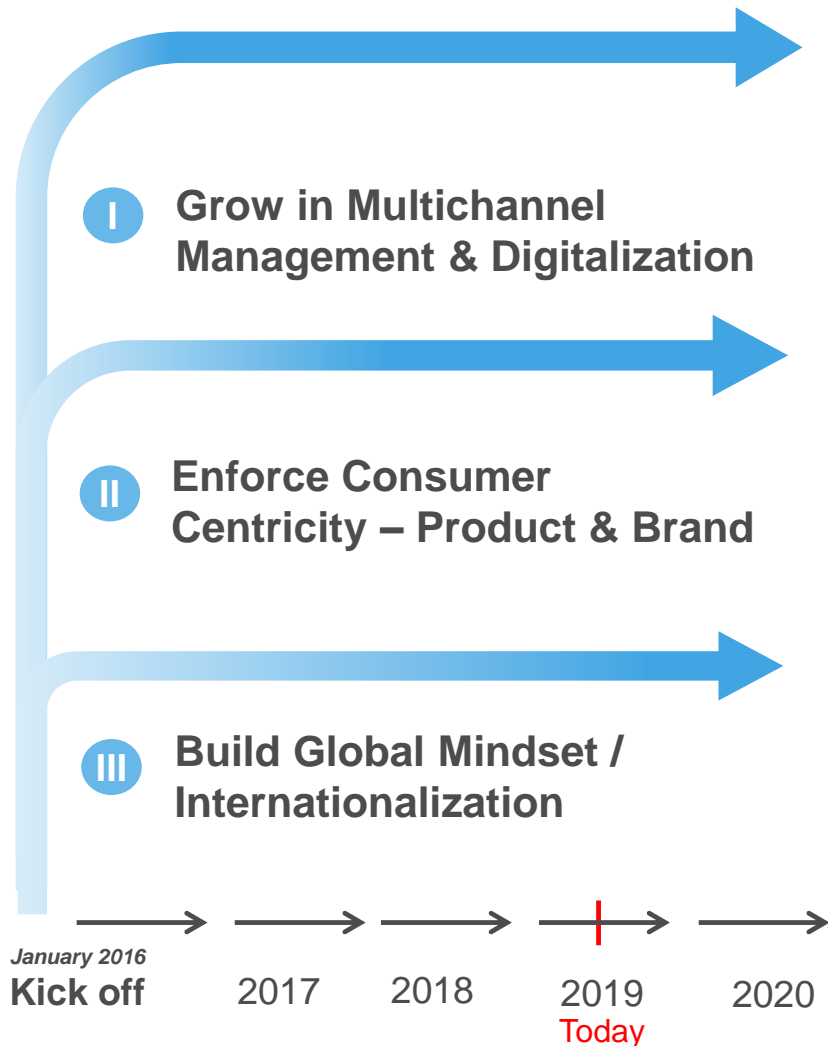 I
Grow in Multichannel
Management & Digitalization
II
Enforce Consumer
Centricity – Product & Brand
III
Build Global Mindset /
Internationalization
January 2016
Kick off
2017
2018
2019
Today
2020